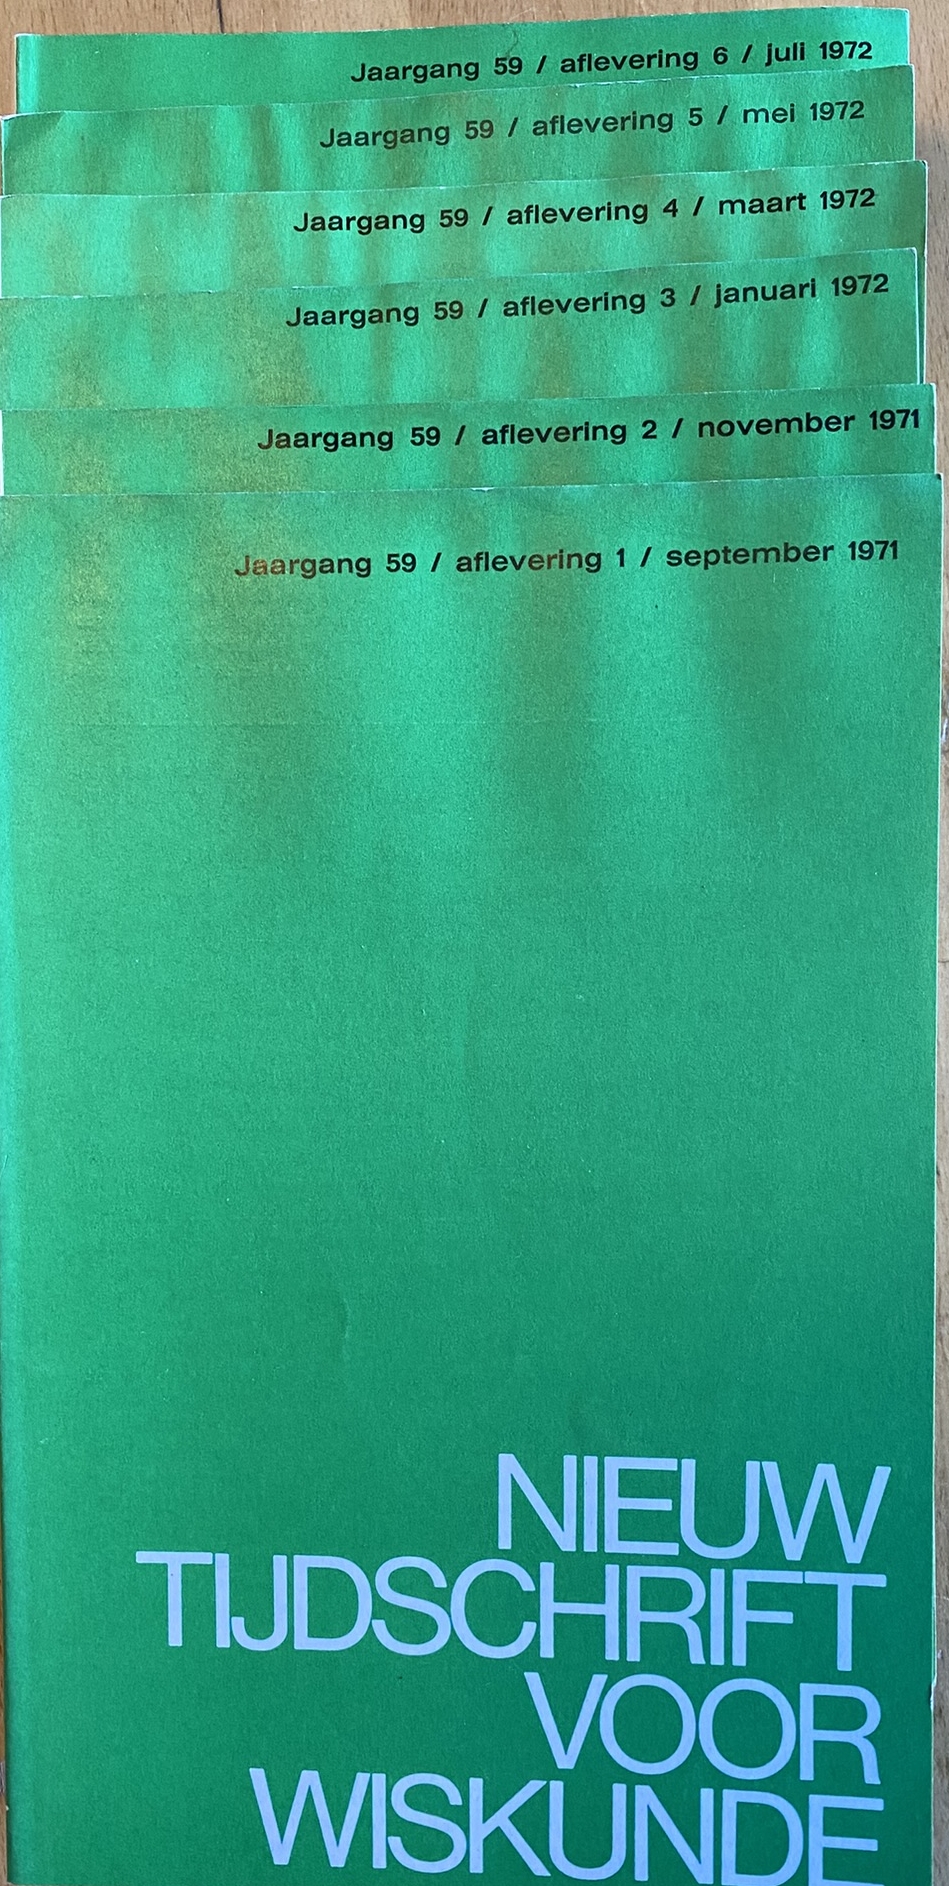 Jaargang 59 / aflevering 6 / juli 1972
Jaargang 59 / aflevering 5 / mei 1972
Jaargang 59 / aflevering 4 / maart 1972
Jaargang 59 / aflevering 3 / januari 1972
Jaargang 59 / aflevering 2 / november 1971
Jaargang 59 / aflevering 1 / september 1971
NIEUW
TIJDSCHRIFT
VOOR
WISKUNDE